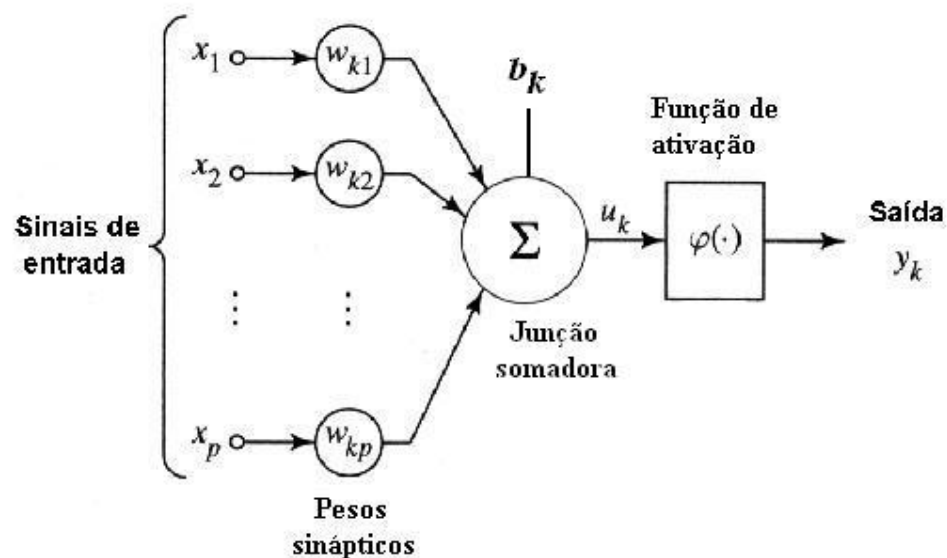 x1
wk1
bk
Função de
ativação
x2
wk2
Sinais de
entrada
Σ
uk
φ(·)
Saída
yk
Junção
somadora
xp
wkp
Pesos
sinápticos